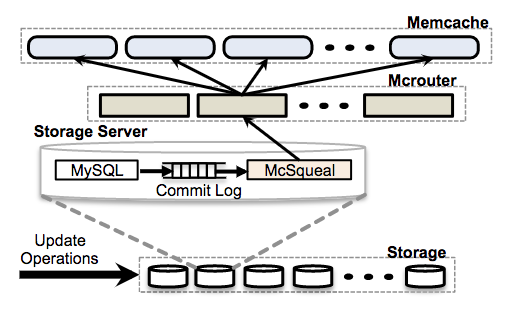 Memcache
Mcrouter
Storage Server
MySQL
McSqueal
Commit Log
Update
Operations
Storage